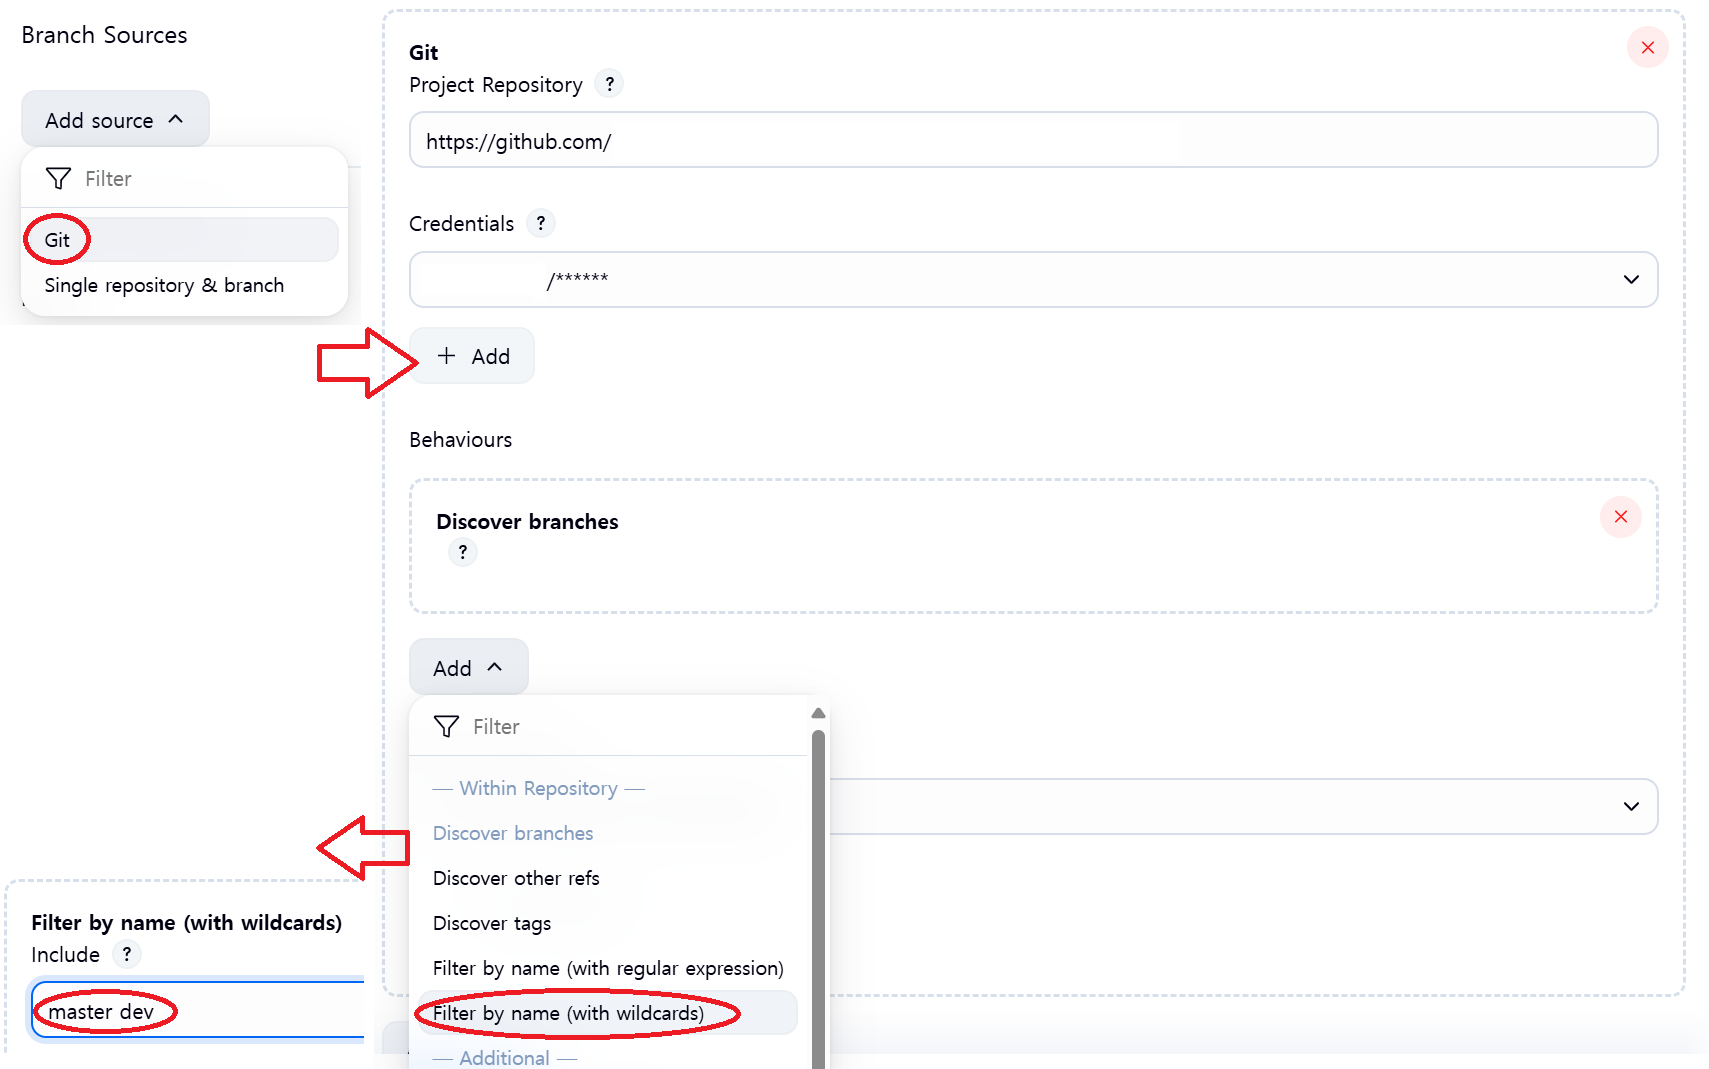 Branch Sources
Add source
Filter
Git
Single repository & branch
Git
Project Repository ?
https://github.com/
Credentials ?
/******
+ Add
Behaviours
Discover branches
?
Add
Filter
— Within Repository —
Discover branches
Discover other refs
Discover tags
Filter by name (with regular expression)
Filter by name (with wildcards)
— Additional —
Filter by name (with wildcards)
Include ?
master dev